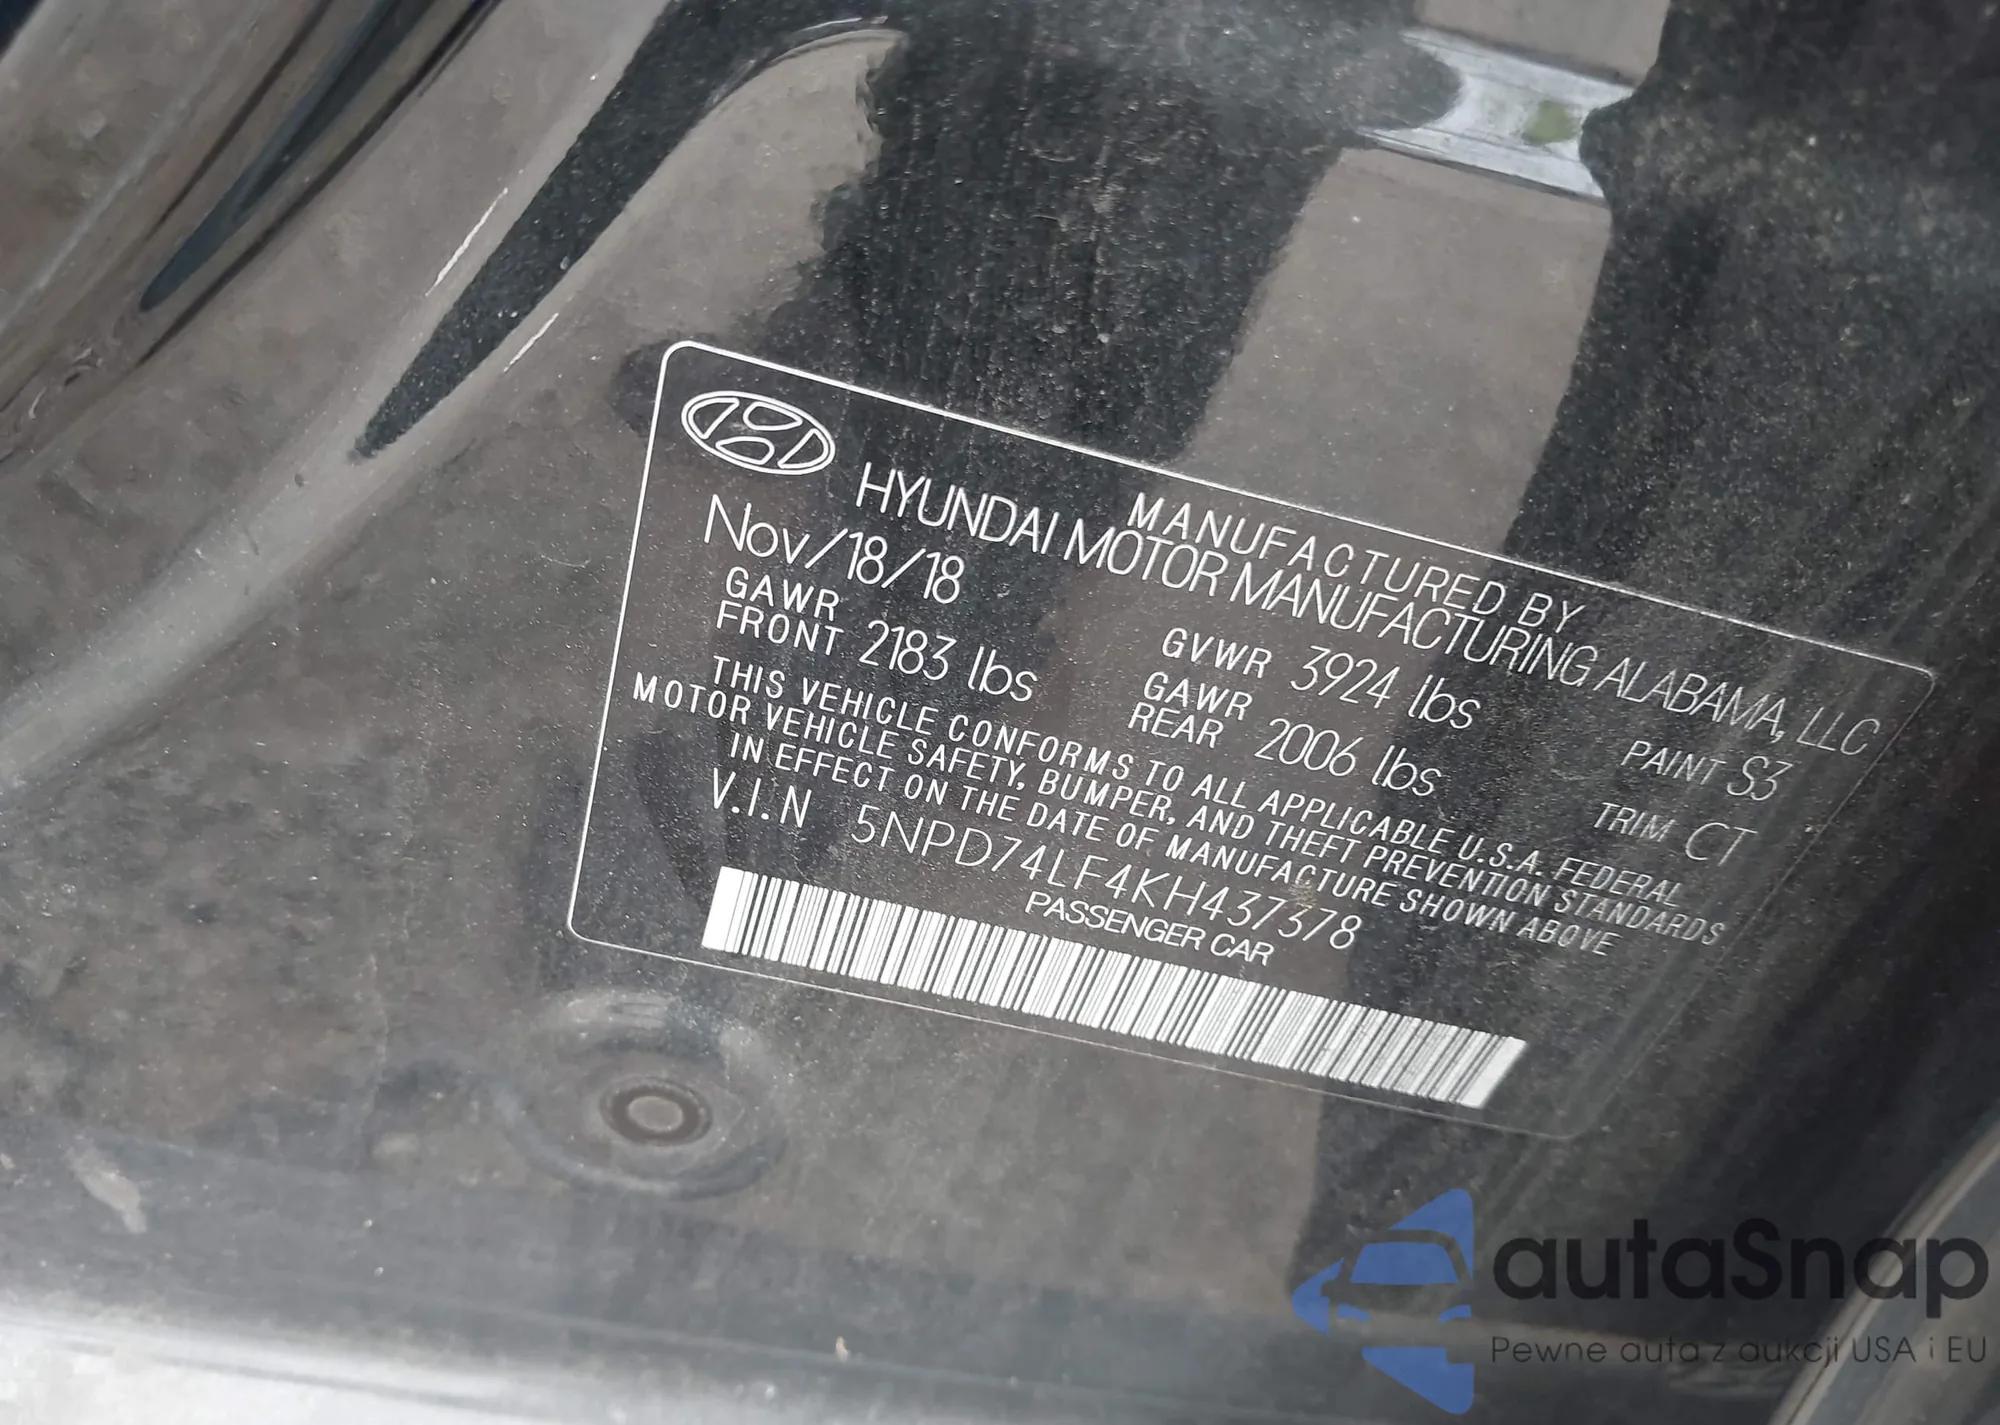 MANUFACTURED BY
HYUNDAI MOTOR MANUFACTURING ALABAMA, LLC
Nov/18/18
GVWR 3924 lbs
PAINT S3
GAWR FRONT 2183 lbs
GAWR REAR 2006 lbs
TRIM CT
THIS VEHICLE CONFORMS TO ALL APPLICABLE U.S.A. FEDERAL
MOTOR VEHICLE SAFETY, BUMPER, AND THEFT PREVENTION STANDARDS
IN EFFECT ON THE DATE OF MANUFACTURE SHOWN ABOVE
V.I.N 5NPD74LF4KH437378
PASSENGER CAR
autaSnap
Pewne auta z aukcji USA i EU